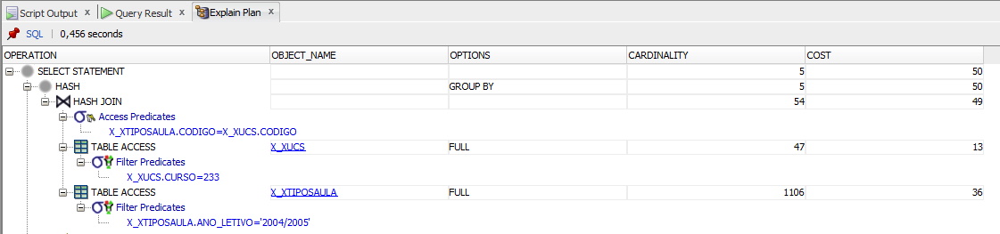 Script Output x Query Result x Explain Plan x
SQL | 0,456 seconds
OPERATION OBJECT_NAME OPTIONS CARDINALITY COST
SELECT STATEMENT 5 50
HASH GROUP BY 5 50
HASH JOIN 54 49
Access Predicates
X_XTIPOSAULA.CODIGO=X_XUCS.CODIGO
TABLE ACCESS X_XUCS FULL 47 13
Filter Predicates
X_XUCS.CURSO=233
TABLE ACCESS X_XTIPOSAULA FULL 1106 36
Filter Predicates
X_XTIPOSAULA.ANO_LETIVO='2004/2005'